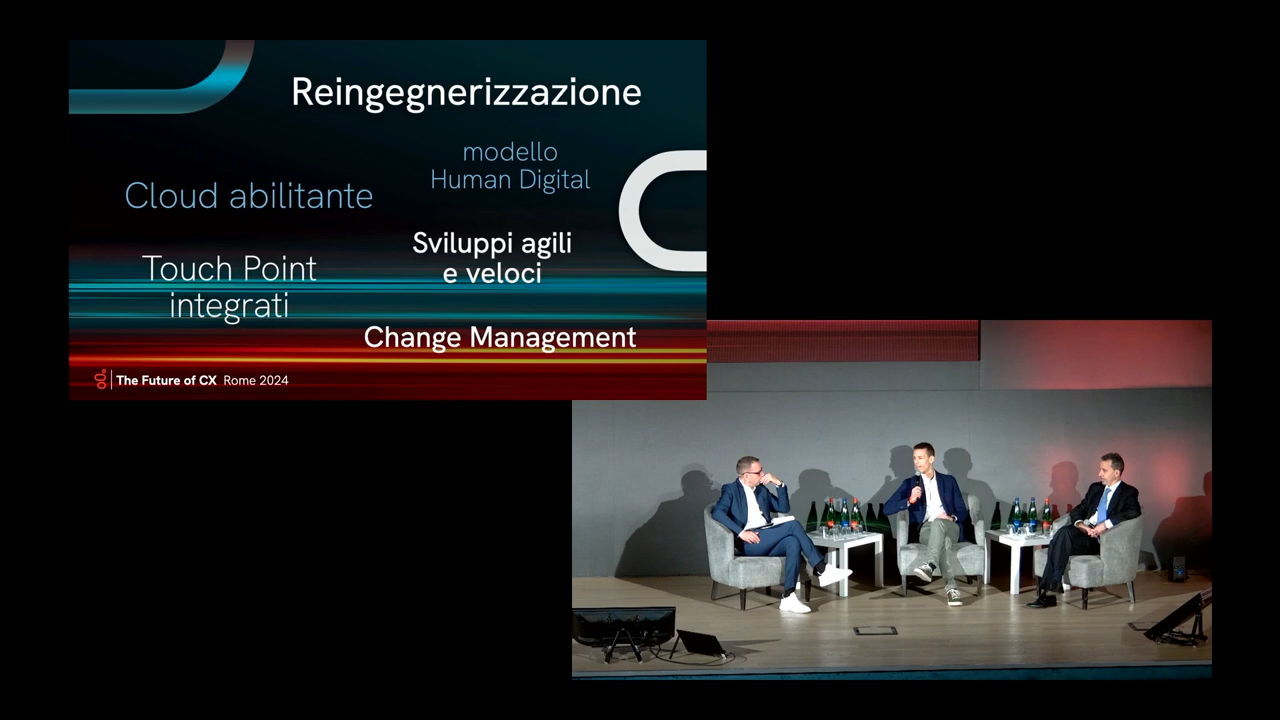 Reingegnerizzazione
modello
Human Digital
Cloud abilitante
Sviluppi agili
e veloci
Touch Point
integrati
Change Management
The Future of CX Rome 2024